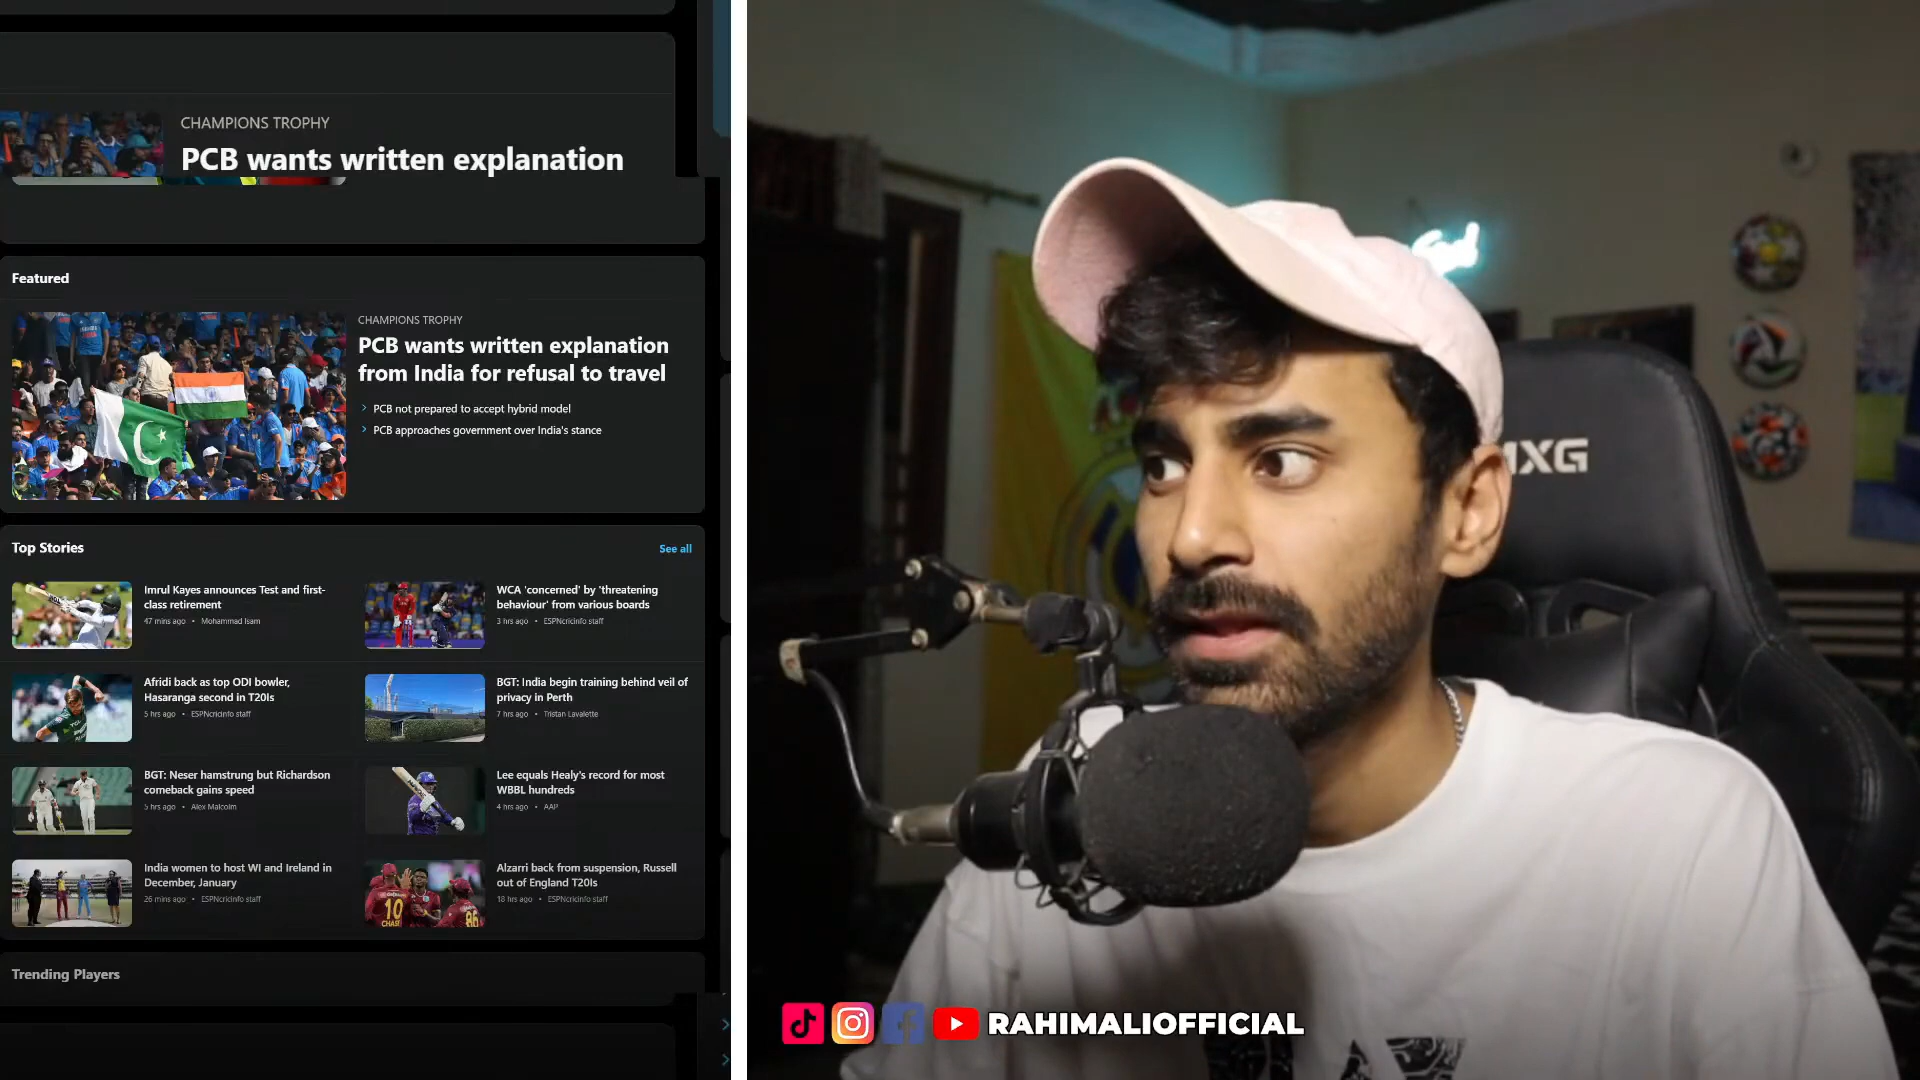 CHAMPIONS TROPHY
PCB wants written explanation
Featured
CHAMPIONS TROPHY
PCB wants written explanation
from India for refusal to travel
PCB not prepared to accept hybrid model
PCB approaches government over India's stance
Top Stories
See all
Imrul Kayes announces Test and first-
class retirement
47 mins ago • Mohammad Isam
WCA 'concerned' by 'threatening
behaviour' from various boards
3 hrs ago • ESPNcricinfo staff
Afridi back as top ODI bowler,
Hasaranga second in T20Is
5 hrs ago • ESPNcricinfo staff
BGT: India begin training behind veil of
privacy in Perth
7 hrs ago • Tristan Lavalette
BGT: Neser hamstrung but Richardson
comeback gains speed
5 hrs ago • Alex Malcolm
Lee equals Healy's record for most
WBBL hundreds
4 hrs ago • AAP
India women to host WI and Ireland in
December, January
26 mins ago • ESPNcricinfo staff
Alzarri back from suspension, Russell
out of England T20Is
18 hrs ago • ESPNcricinfo staff
10
CHASE
86
Trending Players
MXG
RAHIMALIOFFICIAL